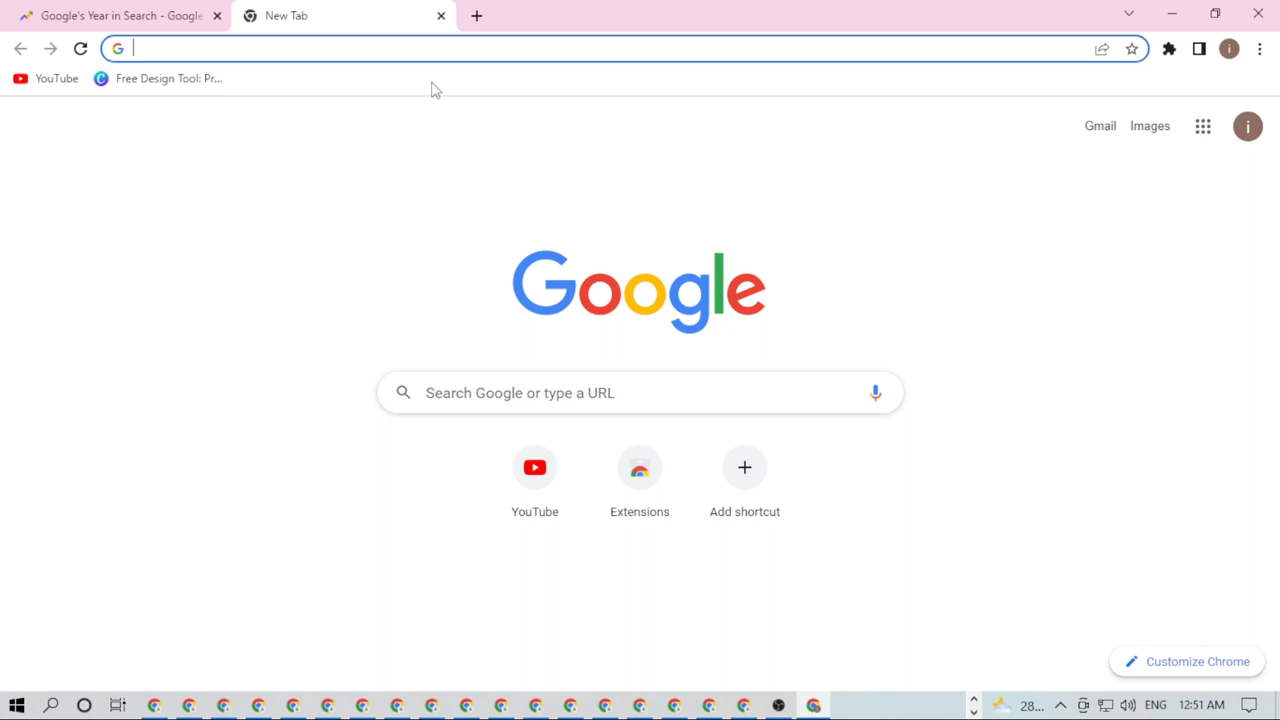 Google's Year in Search - Google
New Tab
YouTube
Free Design Tool: Pr...
Gmail
Images
i
i
Google
Search Google or type a URL
YouTube
Extensions
Add shortcut
Customize Chrome
28...
ENG
12:51 AM